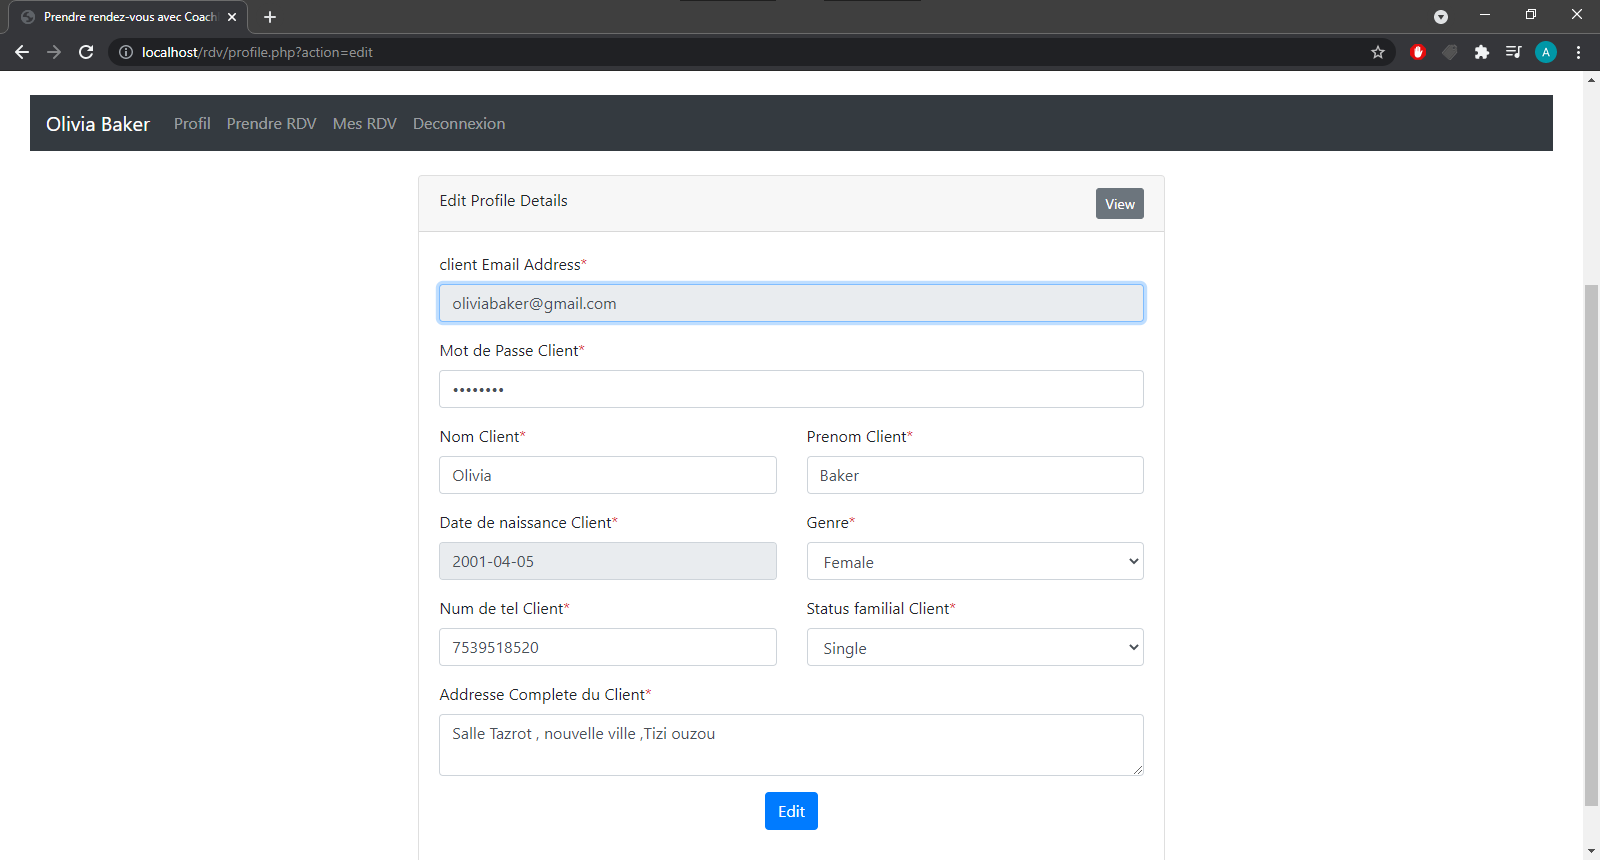 Prendre rendez-vous avec Coach
localhost/rdv/profile.php?action=edit
A
Olivia Baker Profil Prendre RDV Mes RDV Deconnexion
Edit Profile Details View
client Email Address*
oliviabaker@gmail.com
Mot de Passe Client*
••••••••
Nom Client* Prenom Client*
Olivia Baker
Date de naissance Client* Genre*
2001-04-05 Female
Num de tel Client* Status familial Client*
7539518520 Single
Addresse Complete du Client*
Salle Tazrot , nouvelle ville ,Tizi ouzou
Edit